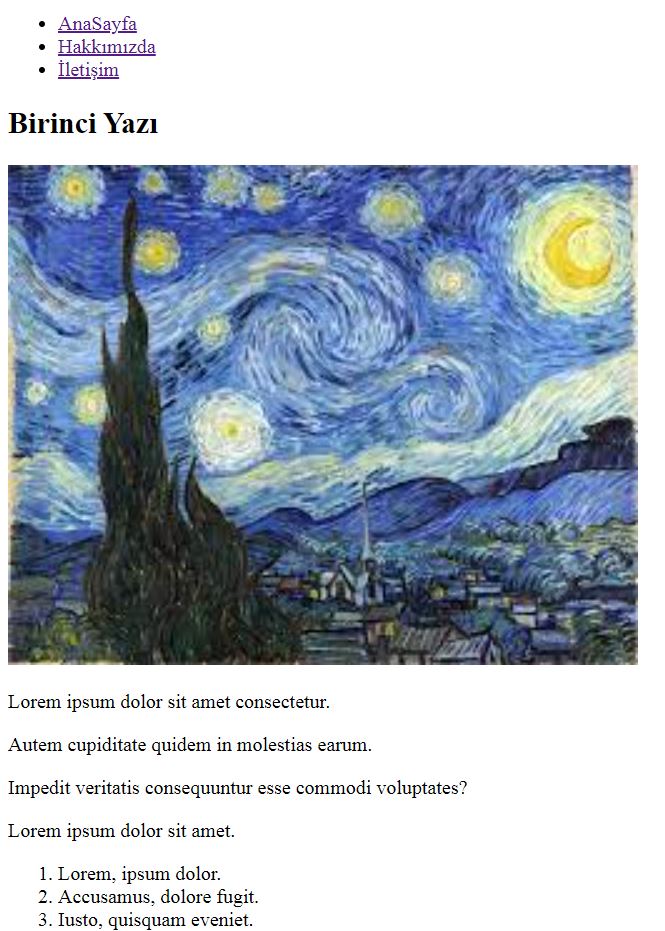 AnaSayfa
Hakkımızda
İletişim
Birinci Yazı
Lorem ipsum dolor sit amet consectetur.
Autem cupiditate quidem in molestias earum.
Impedit veritatis consequuntur esse commodi voluptates?
Lorem ipsum dolor sit amet.
1. Lorem, ipsum dolor.
2. Accusamus, dolore fugit.
3. Iusto, quisquam eveniet.